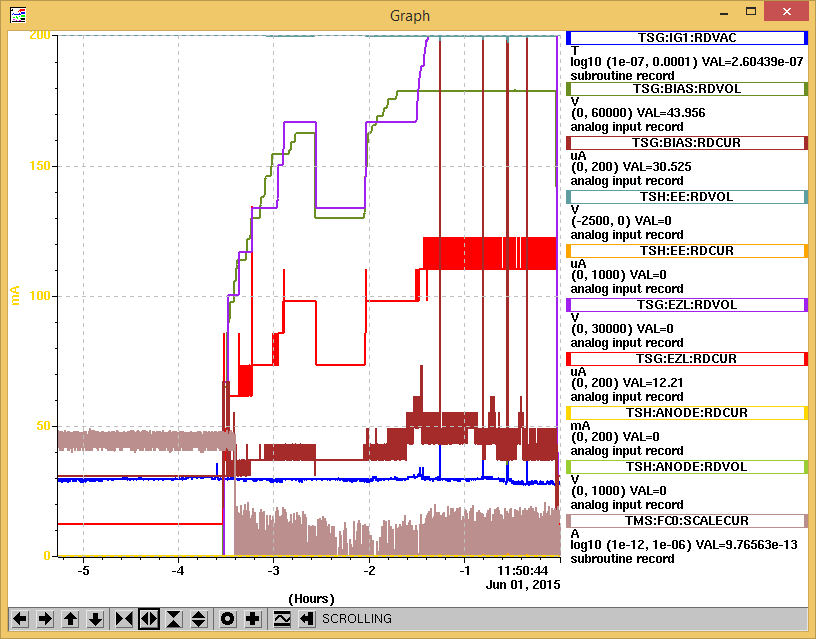 Graph
200
150
100
50
0
mA
-5
-4
-3
-2
-1
11:50:44
Jun 01, 2015
(Hours)
TSG:IG1:RDVAC
T
log10 (1e-07, 0.0001) VAL=2.60439e-07
subroutine record
TSG:BIAS:RDVOL
V
(0, 60000) VAL=43.956
analog input record
TSG:BIAS:RDCUR
uA
(0, 200) VAL=30.525
analog input record
TSH:EE:RDVOL
V
(-2500, 0) VAL=0
analog input record
TSH:EE:RDCUR
uA
(0, 1000) VAL=0
analog input record
TSG:EZL:RDVOL
V
(0, 30000) VAL=0
analog input record
TSG:EZL:RDCUR
uA
(0, 200) VAL=12.21
analog input record
TSH:ANODE:RDCUR
mA
(0, 200) VAL=0
analog input record
TSH:ANODE:RDVOL
V
(0, 1000) VAL=0
analog input record
TMS:FC0:SCALECUR
A
log10 (1e-12, 1e-06) VAL=9.76563e-13
subroutine record
SCROLLING